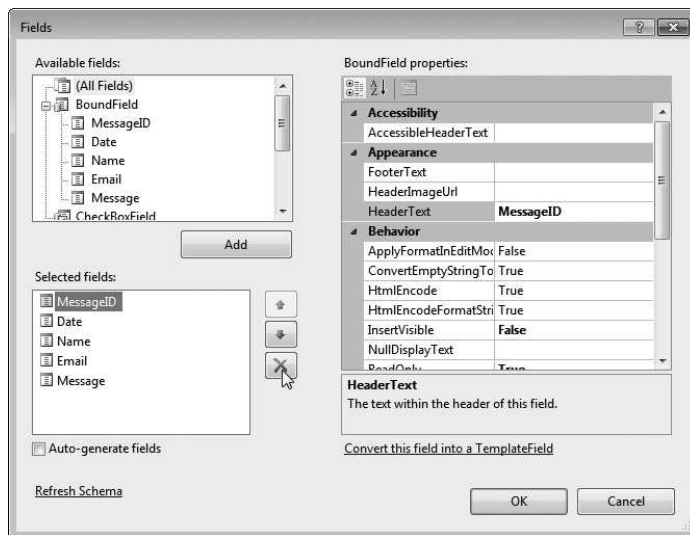 Fields
Available fields:
(All Fields)
BoundField
MessageID
Date
Name
Email
Message
CheckBoxField
Add
Selected fields:
MessageID
Date
Name
Email
Message
Auto-generate fields
Refresh Schema
BoundField properties:
Accessibility
AccessibleHeaderText
Appearance
FooterText
HeaderImageUrl
HeaderText MessageID
Behavior
ApplyFormatInEditMo False
ConvertEmptyStringTo True
HtmlEncode True
HtmlEncodeFormatStri True
InsertVisible False
NullDisplayText
ReadOnly True
HeaderText
The text within the header of this field.
Convert this field into a TemplateField
OK Cancel